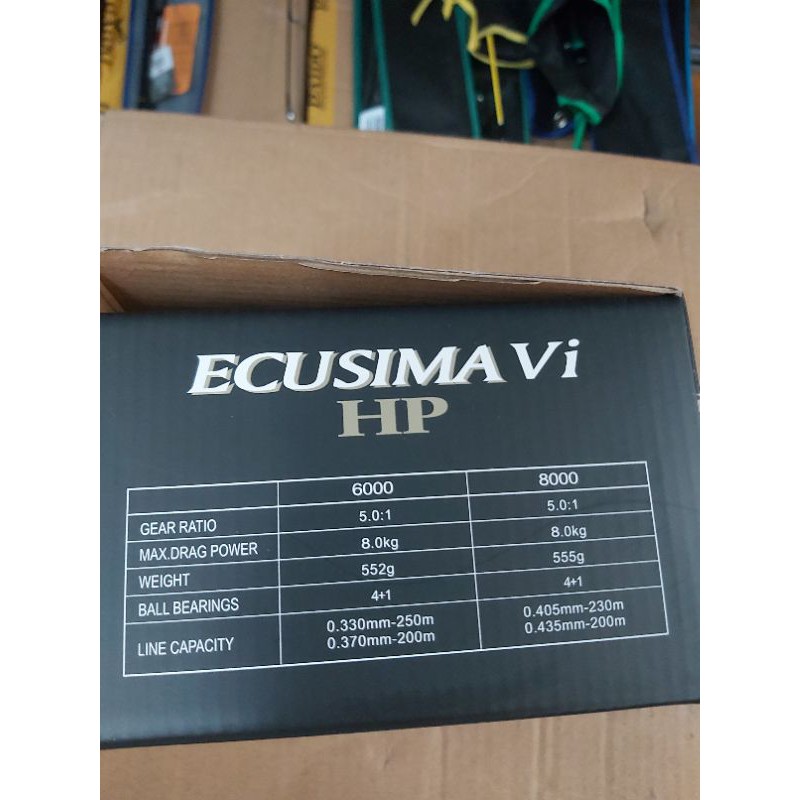 ECUSIMA Vi
HP
6000 8000
GEAR RATIO 5.0:1 5.0:1
MAX.DRAG POWER 8.0kg 8.0kg
WEIGHT 552g 555g
BALL BEARINGS 4+1 4+1
LINE CAPACITY 0.330mm-250m 0.405mm-230m
0.370mm-200m 0.435mm-200m